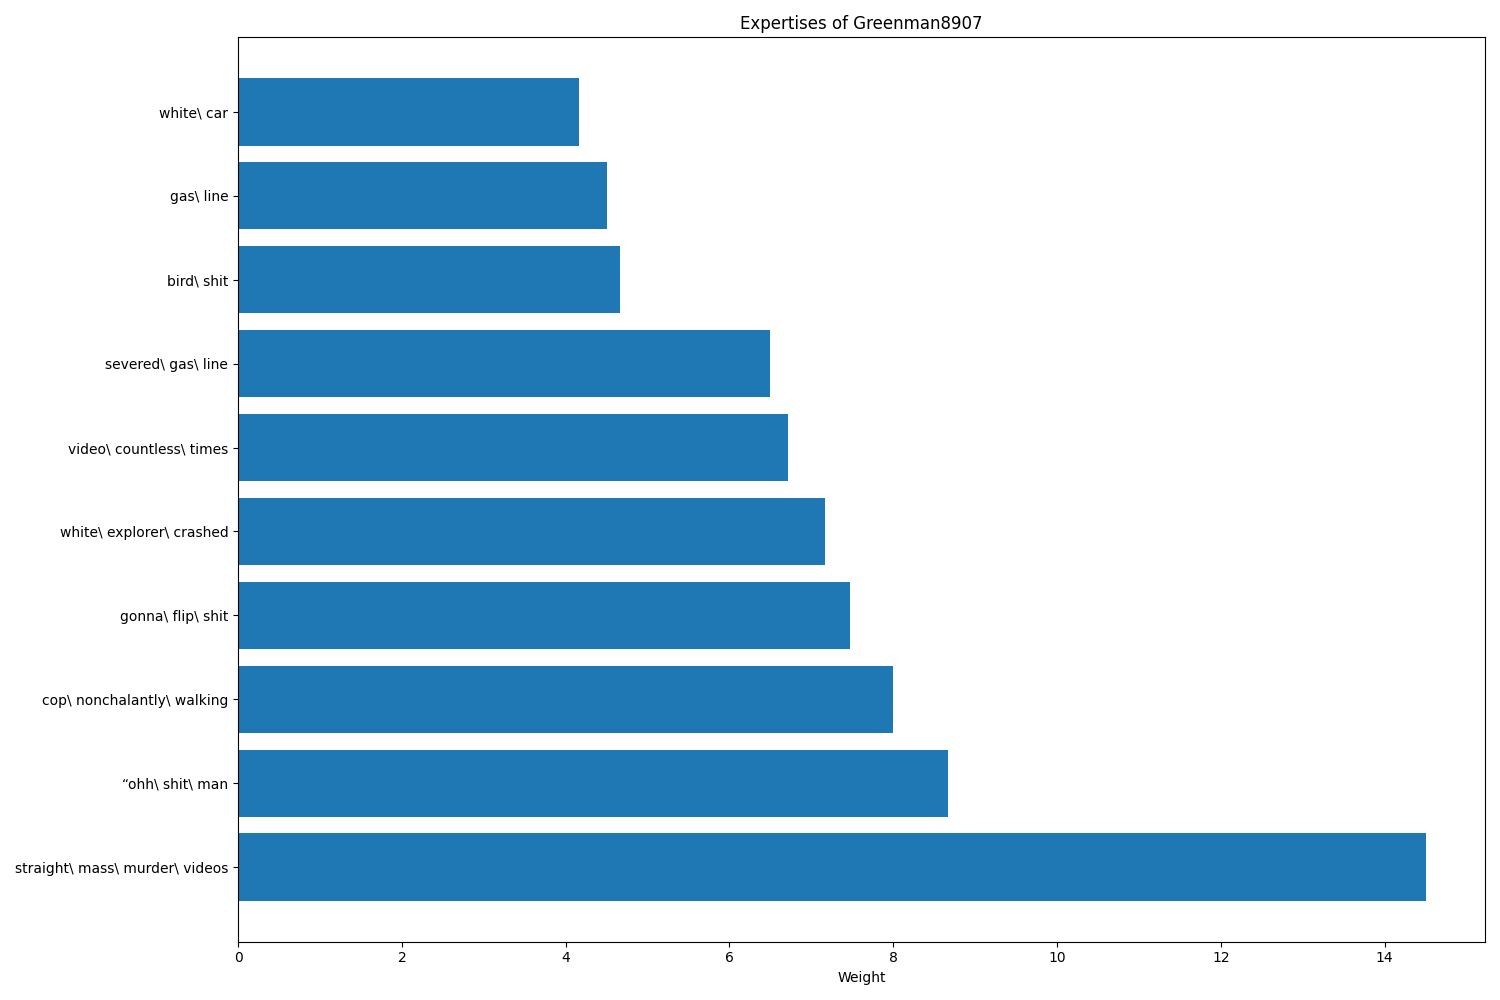 Expertises of Greenman8907
white\ car
gas\ line
bird\ shit
severed\ gas\ line
video\ countless\ times
white\ explorer\ crashed
gonna\ flip\ shit
cop\ nonchalantly\ walking
“ohh\ shit\ man
straight\ mass\ murder\ videos
0 2 4 6 8 10 12 14
Weight